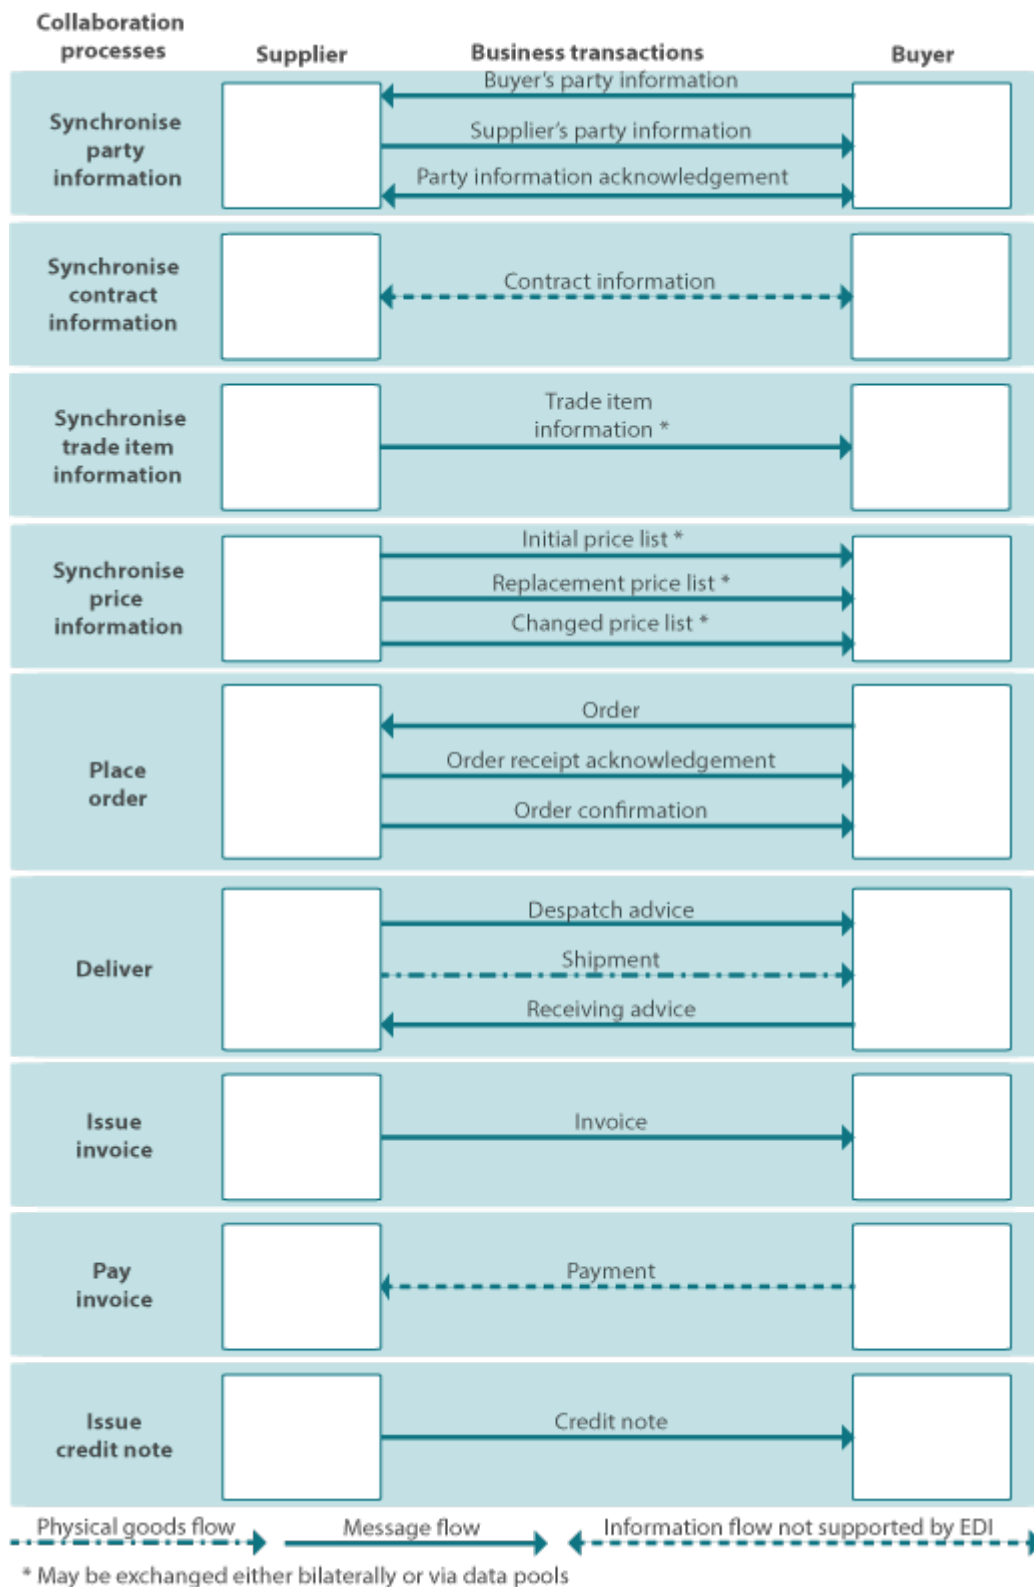 Collaboration
processes
Supplier
Business transactions
Buyer
Synchronise
party
information
Buyer's party information
Supplier's party information
Party information acknowledgement
Synchronise
contract
information
Contract information
Synchronise
trade item
information
Trade item
information *
Synchronise
price
information
Initial price list *
Replacement price list *
Changed price list *
Place
order
Order
Order receipt acknowledgement
Order confirmation
Deliver
Despatch advice
Shipment
Receiving advice
Issue
invoice
Invoice
Pay
invoice
Payment
Issue
credit note
Credit note
Physical goods flow
Message flow
Information flow not supported by EDI
* May be exchanged either bilaterally or via data pools